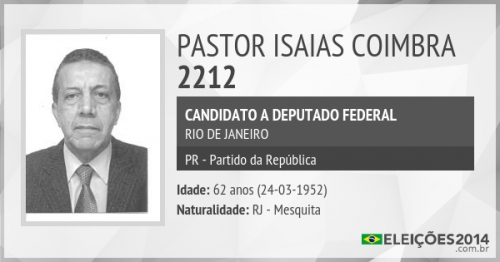 PASTOR ISAIAS COIMBRA
2212
CANDIDATO A DEPUTADO FEDERAL
RIO DE JANEIRO
PR - Partido da República
Idade: 62 anos (24-03-1952)
Naturalidade: RJ - Mesquita
ELEIÇÕES2014
.com.br